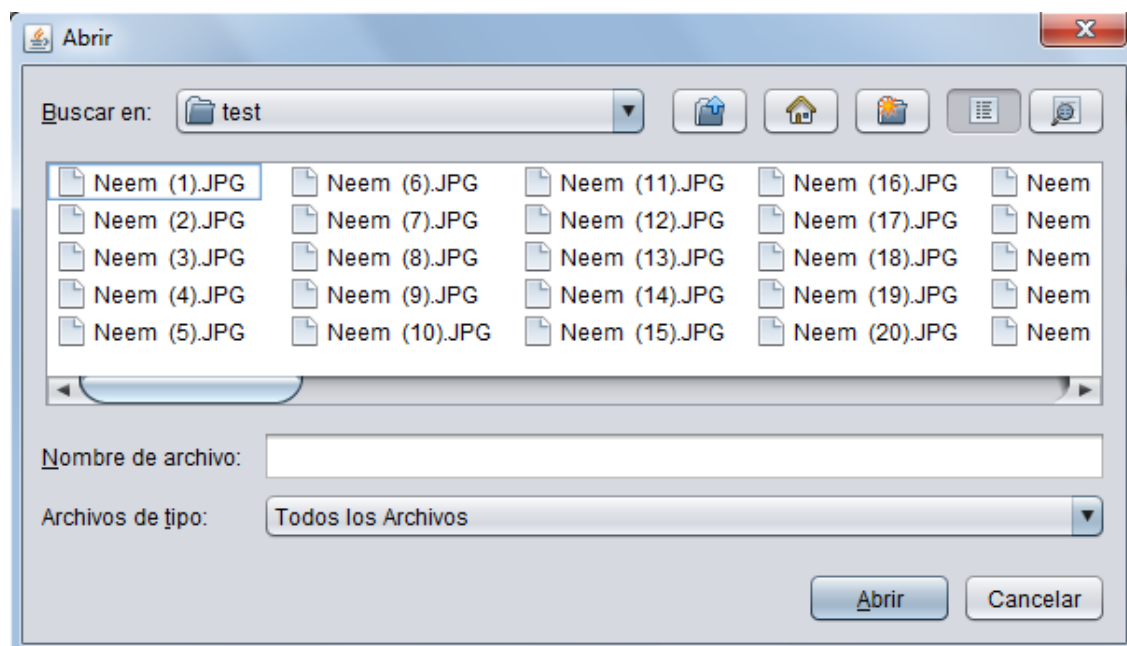 Abrir
Buscar en: test
Neem (1).JPG Neem (6).JPG Neem (11).JPG Neem (16).JPG Neem
Neem (2).JPG Neem (7).JPG Neem (12).JPG Neem (17).JPG Neem
Neem (3).JPG Neem (8).JPG Neem (13).JPG Neem (18).JPG Neem
Neem (4).JPG Neem (9).JPG Neem (14).JPG Neem (19).JPG Neem
Neem (5).JPG Neem (10).JPG Neem (15).JPG Neem (20).JPG Neem
Nombre de archivo:
Archivos de tipo: Todos los Archivos
Abrir Cancelar